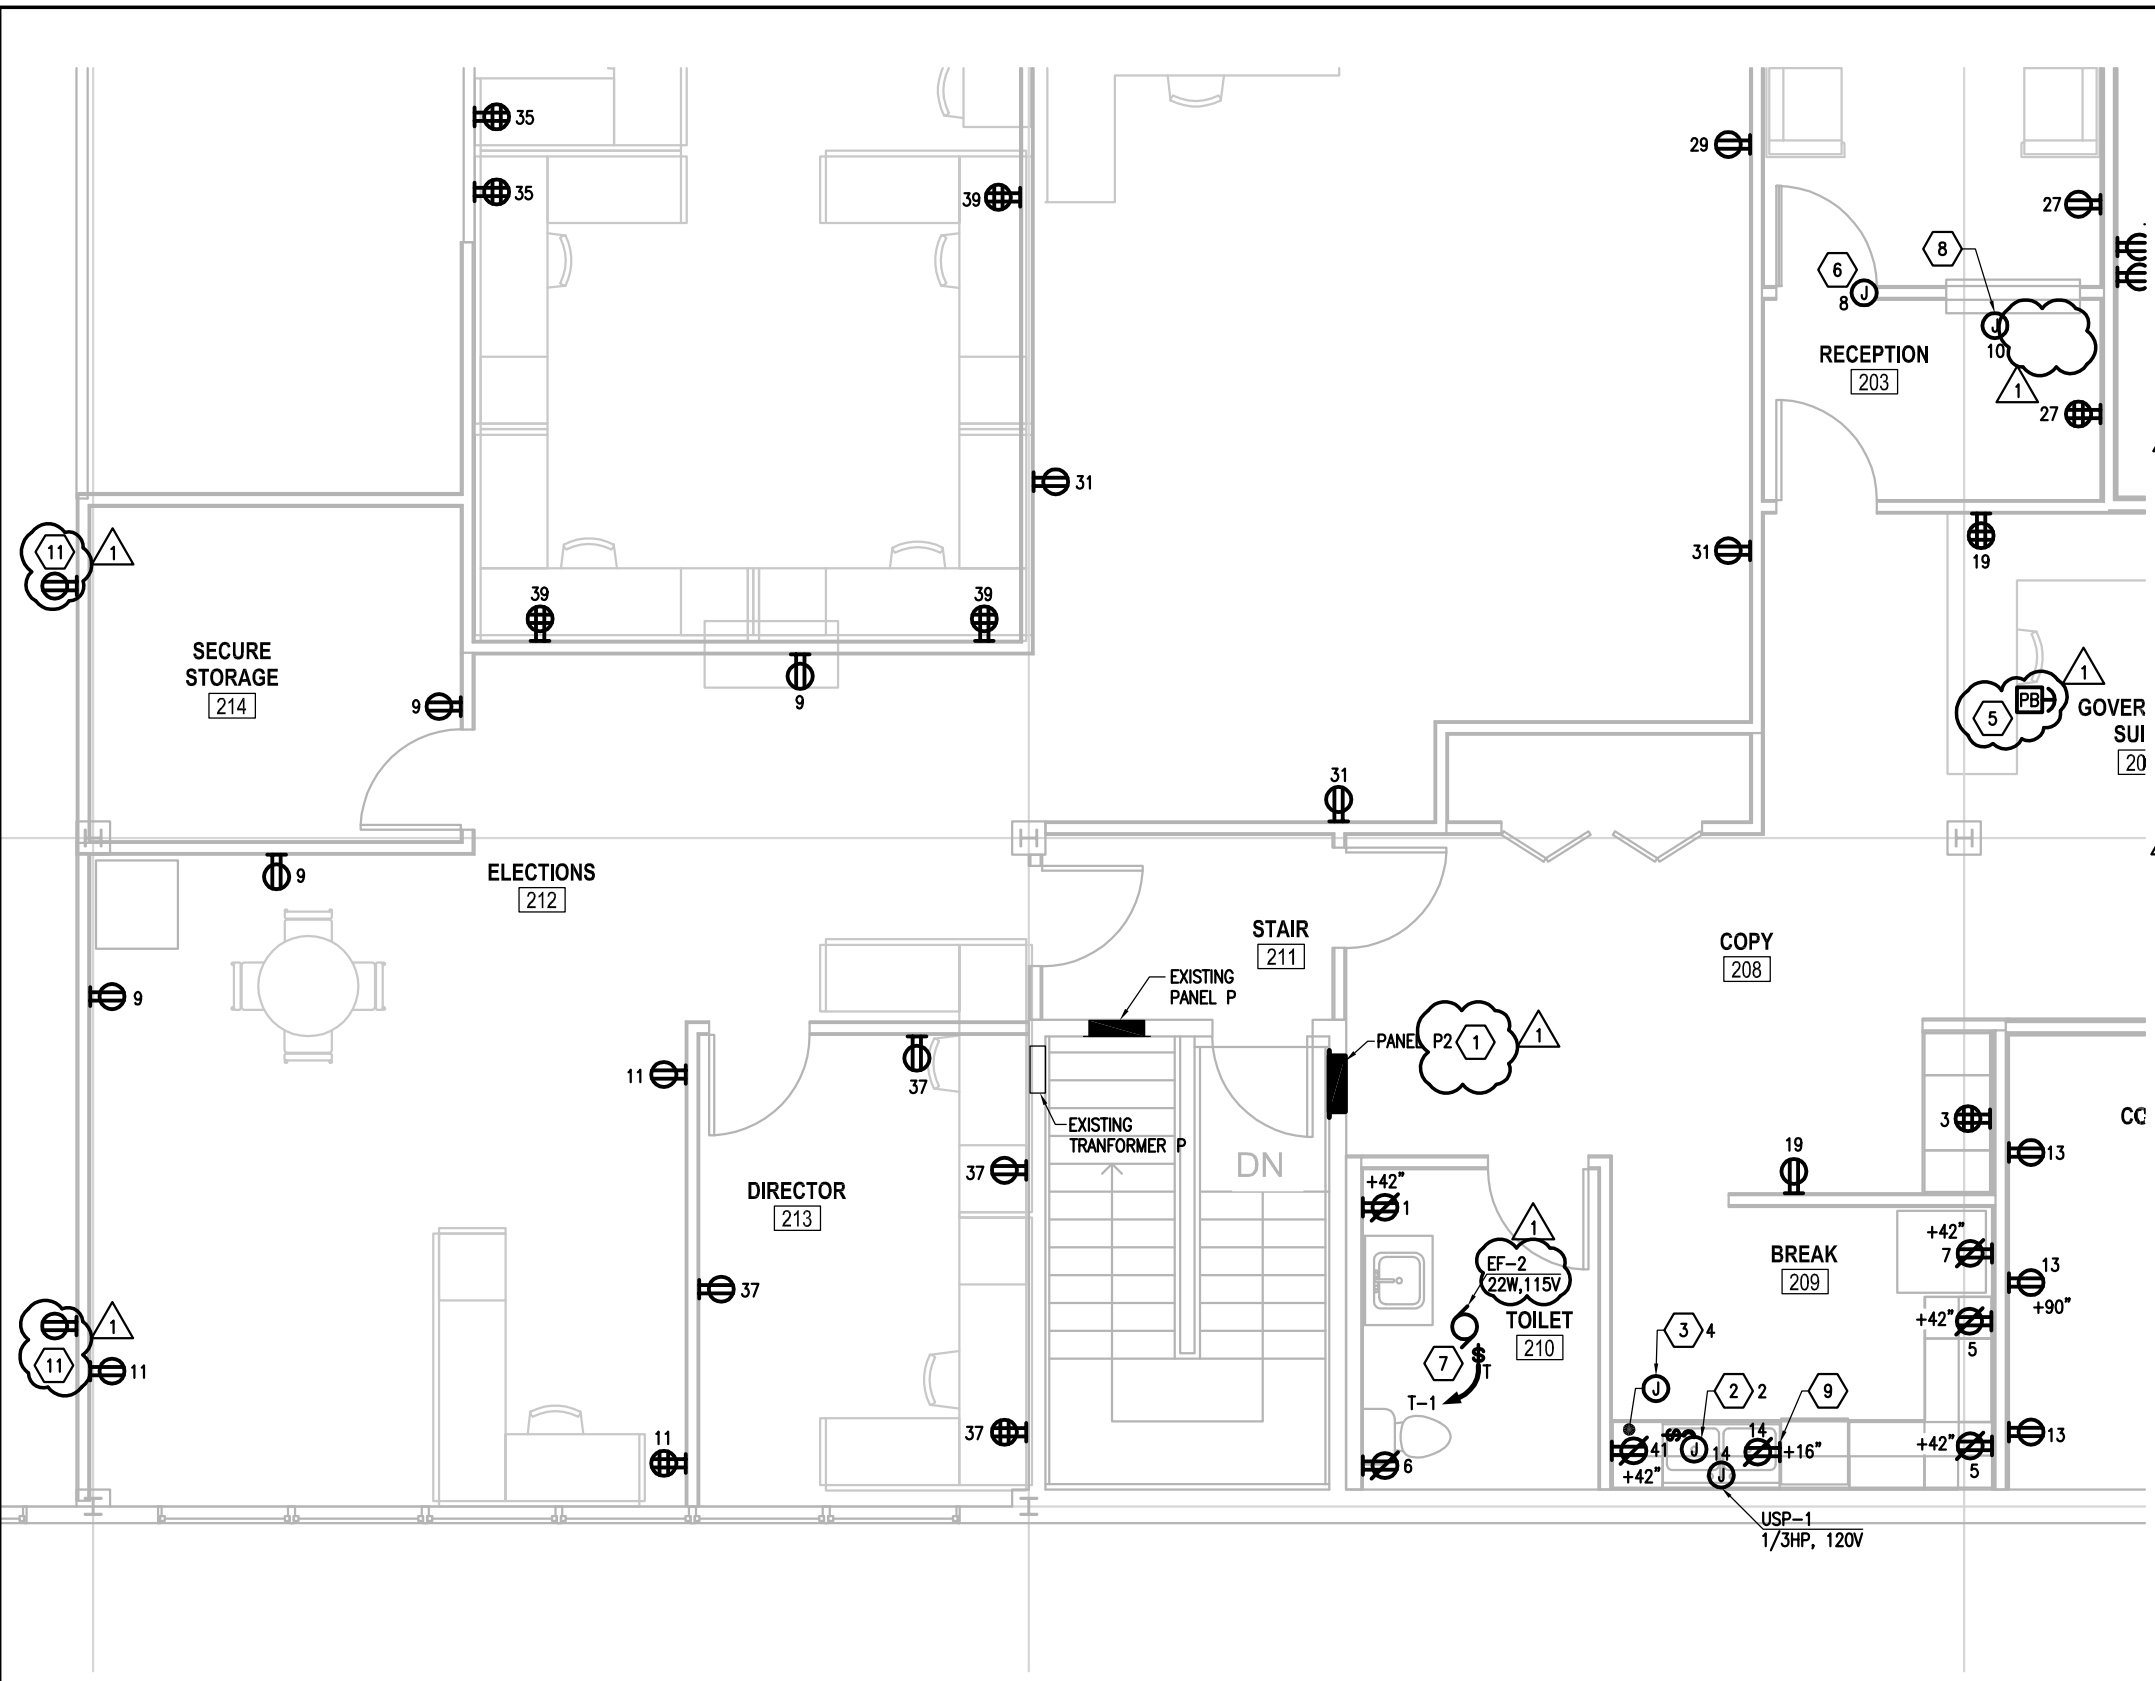 35
29
35
39
27
8
6
8
J
J
10
RECEPTION
203
1
27
31
31
19
11
1
39
39
SECURE
STORAGE
214
9
9
1
PB
5
GOVER
SUI
20
31
9
ELECTIONS
212
STAIR
211
COPY
208
EXISTING
PANEL P
9
PANEL P2
1
1
11
37
EXISTING
TRANFORMER P
3
CO
13
19
37
DN
DIRECTOR
213
+42"
1
1
EF-2
22W,115V
TOILET
210
BREAK
209
+42"
7
13
+90"
37
1
11
11
+42"
5
3
4
J
7
$
T
T-1
2
2
9
37
11
6
41
+42"
J
14
14
+16"
J
+42"
5
13
USP-1
1/3HP, 120V